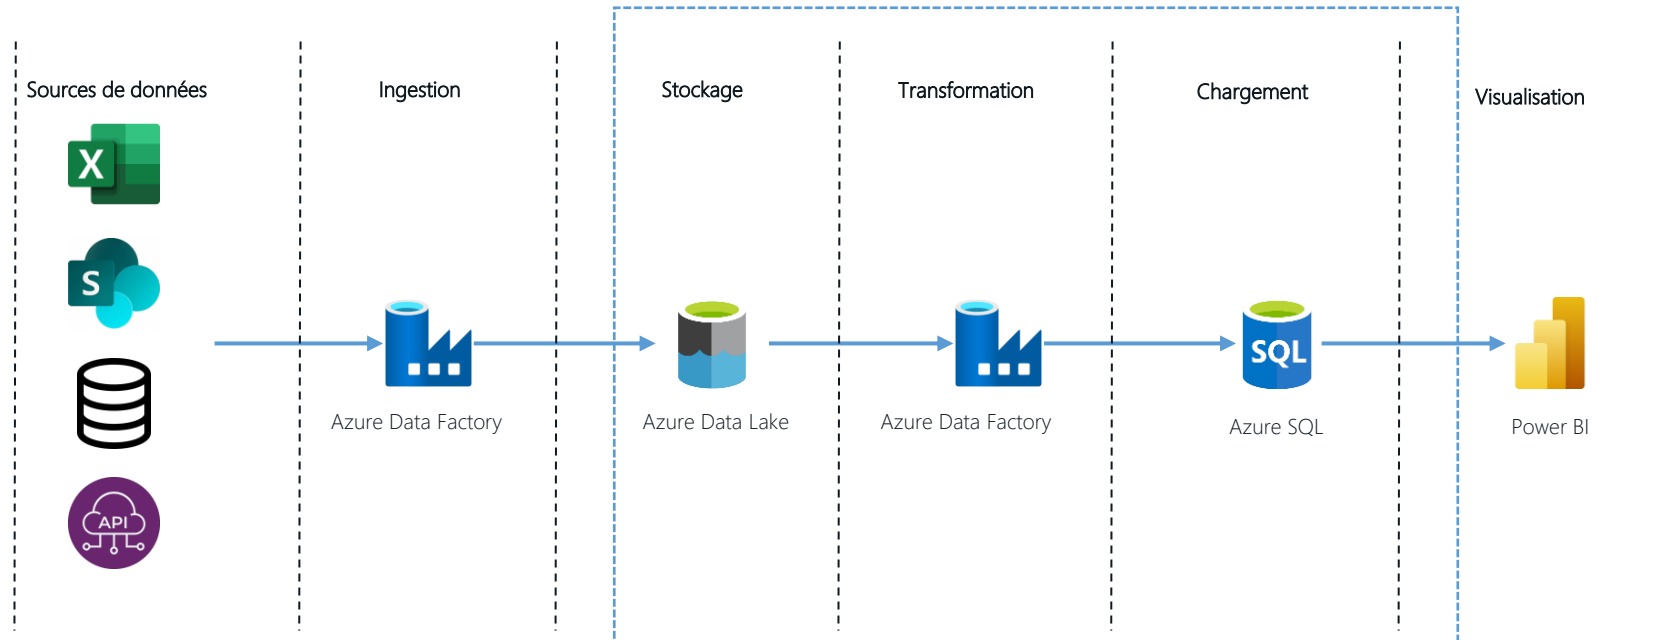 Sources de données
Ingestion
Stockage
Transformation
Chargement
Visualisation
X
S
API
SQL
Azure Data Factory
Azure Data Lake
Azure Data Factory
Azure SQL
Power BI